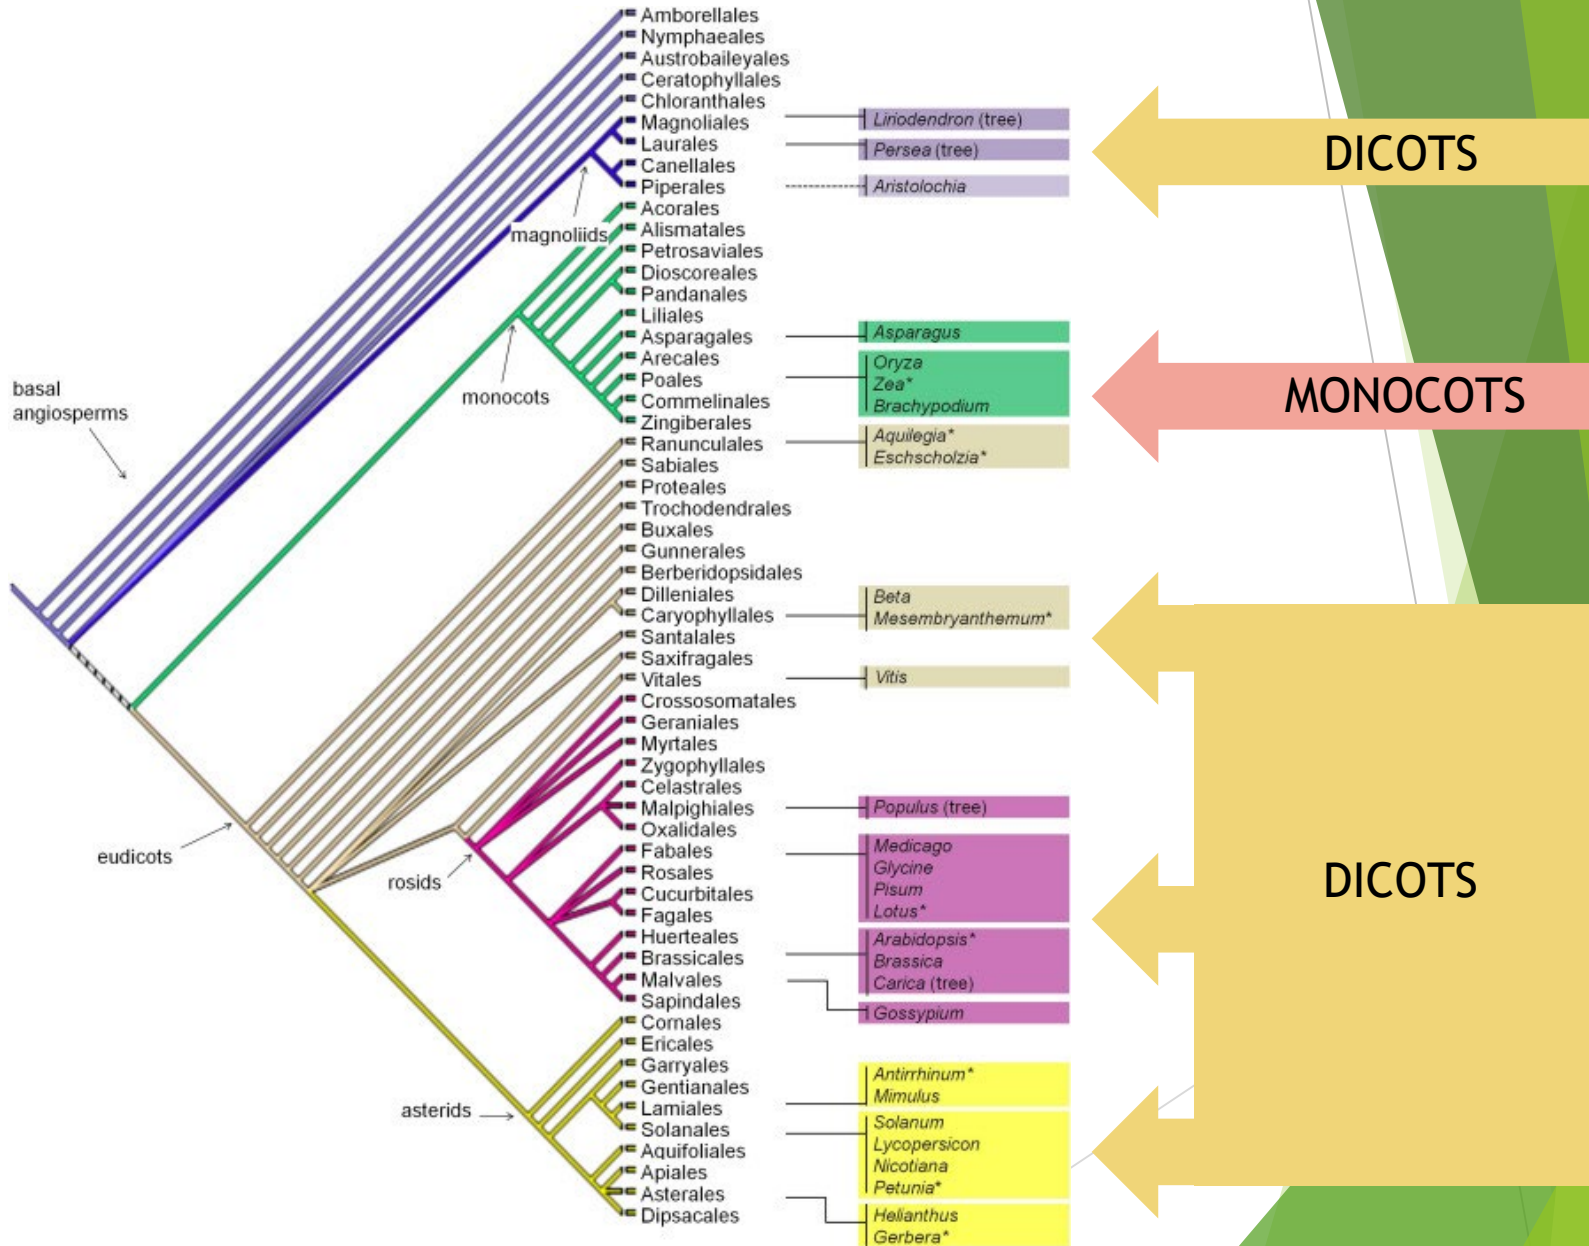 Amborellales
Nymphaeales
Austrobaileyales
Ceratophyllales
Chloranthales
Magnoliales
Laurales
Canellales
Piperales
Acorales
Alismatales
Petrosaviales
Dioscoreales
Pandanales
Liliales
Asparagales
Arecales
Poales
Commelinales
Zingiberales
Ranunculales
Sabiales
Proteales
Trochodendrales
Buxales
Gunnerales
Berberidopsidales
Dilleniales
Caryophyllales
Santalales
Saxifragales
Vitales
Crossosomatales
Geraniales
Myrtales
Zygophyllales
Celastrales
Malpighiales
Oxalidales
Fabales
Rosales
Cucurbitales
Fagales
Huerteales
Brassicales
Malvales
Sapindales
Cornales
Ericales
Garryales
Gentianales
Lamiales
Solanales
Aquifoliales
Apiales
Asterales
Dipsacales
basal
angiosperms
magnoliids
monocots
eudicots
rosids
asterids
Liriodendron (tree)
Persea (tree)
Aristolochia
Asparagus
Oryza
Zea*
Brachypodium
Aquilegia*
Eschscholzia*
Beta
Mesembryanthemum*
Vitis
Populus (tree)
Medicago
Glycine
Pisum
Lotus*
Arabidopsis*
Brassica
Carica (tree)
Gossypium
Antirrhinum*
Mimulus
Solanum
Lycopersicon
Nicotiana
Petunia*
Helianthus
Gerbera*
DICOTS
MONOCOTS
DICOTS